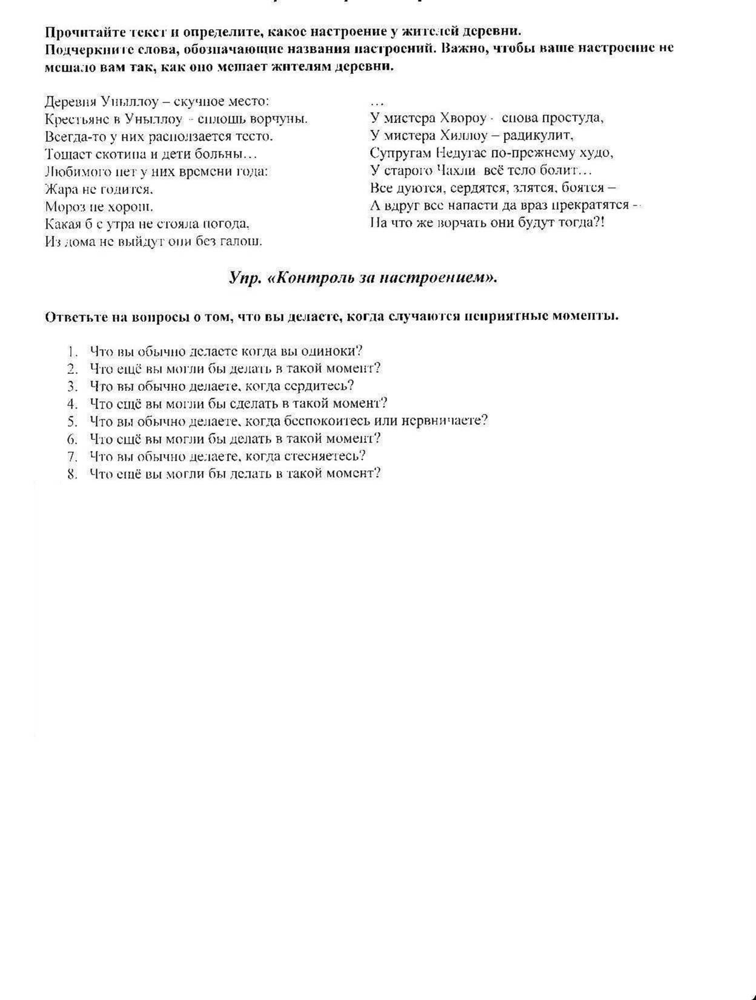 Прочитайте текст и определите, какое настроение у жителей деревни.
Подчеркните слова, обозначающие названия настроений. Важно, чтобы ваше настроение не
мешало вам так, как оно мешает жителям деревни.
Деревня Уныллоу – скучное место:
Крестьяне в Уныллоу - сплошь ворчуны.
Всегда-то у них расползается тесто.
Тощает скотина и дети больны…
Любимого нет у них времени года:
Жара не годится,
Мороз не хорош.
Какая б с утра не стояла погода,
Из дома не выйдут они без галош.
…
У мистера Хвороу - снова простуда,
У мистера Хиллоу – радикулит,
Супругам Недугас по-прежнему худо,
У старого Чахли всё тело болит…
Все дуются, сердятся, злятся, боятся –
А вдруг все напасти да враз прекратятся -
На что же ворчать они будут тогда?!
Упр. «Контроль за настроением».
Ответьте на вопросы о том, что вы делаете, когда случаются неприятные моменты.
1. Что вы обычно делаете когда вы одиноки?
2. Что ещё вы могли бы делать в такой момент?
3. Что вы обычно делаете, когда сердитесь?
4. Что ещё вы могли бы сделать в такой момент?
5. Что вы обычно делаете, когда беспокоитесь или нервничаете?
6. Что ещё вы могли бы делать в такой момент?
7. Что вы обычно делаете, когда стесняетесь?
8. Что ещё вы могли бы делать в такой момент?